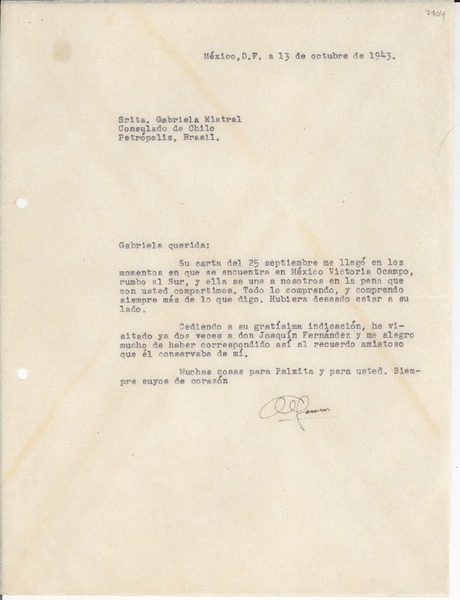 7404
México,D.F. a 13 de octubre de 1943.
Srita. Gabriela Mistral
Consulado de Chile
Petrópolis, Brasil.
Gabriela querida:
Su carta del 25 septiembre me llegó en los
momentos en que se encuentra en México Victoria Ocampo,
rumbo al Sur, y ella se une a nosotros en la pena que
con usted compartimos. Todo lo comprendo, y comprendo
siempre más de lo que digo. Hubiera deseado estar a su
lado.
Cediendo a su gratísima indicación, he vi-
sitado ya dos veces a don Joaquín Fernández y me alegro
mucho de haber correspondido así al recuerdo amistoso
que él conservaba de mí.
Muchas cosas para Palmita y para usted. Siem-
pre suyos de corazón